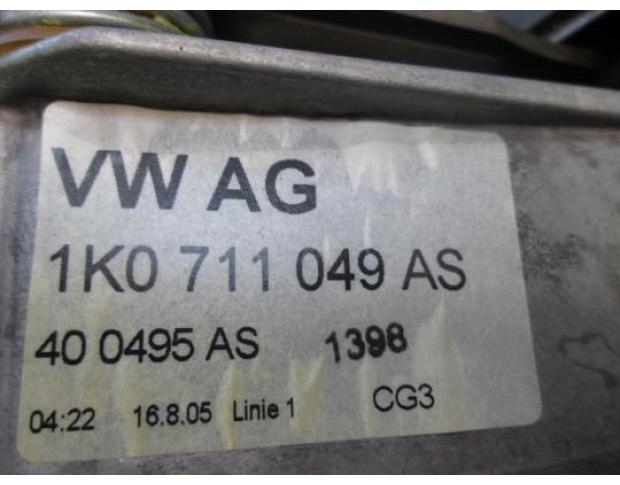 VW AG
1K0 711 049 AS
40 0495 AS 1398
04:22 16.8.05 Linie 1 CG3